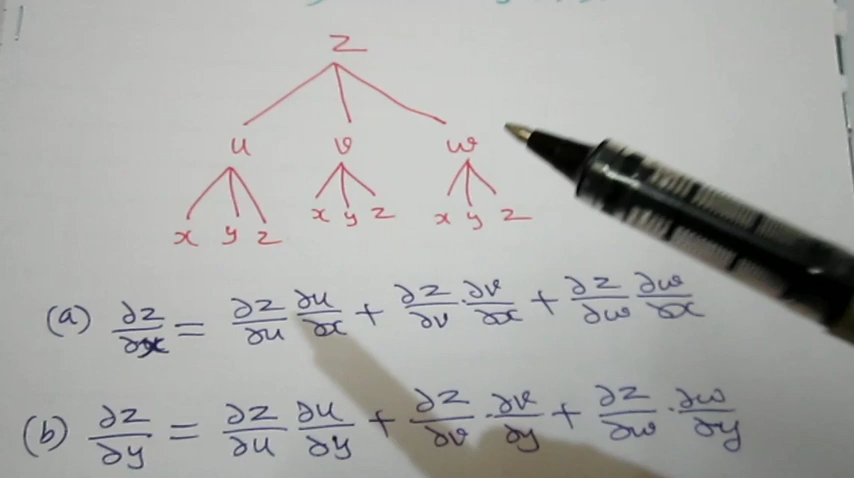 z
u v w
x y z x y z x y z
(a) ∂z/∂x = ∂z/∂u ∂u/∂x + ∂z/∂v · ∂v/∂x + ∂z/∂w ∂w/∂x
(b) ∂z/∂y = ∂z/∂u ∂u/∂y + ∂z/∂v · ∂v/∂y + ∂z/∂w · ∂w/∂y